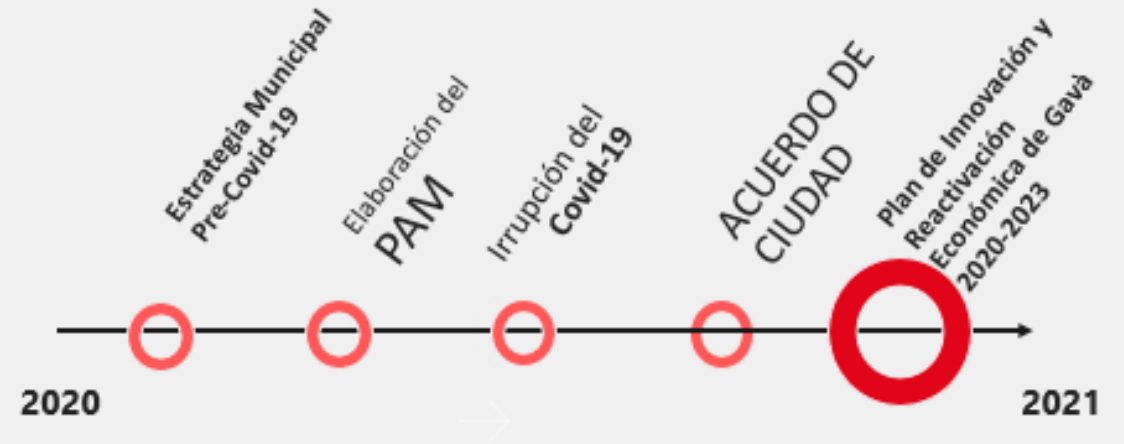 Estrategia Municipal
Pre-Covid-19
Elaboración del
PAM
Irrupción del
Covid-19
ACUERDO DE
CIUDAD
Plan de Innovación y
Reactivación
Económica de Gavà
2020-2023
2020
2021